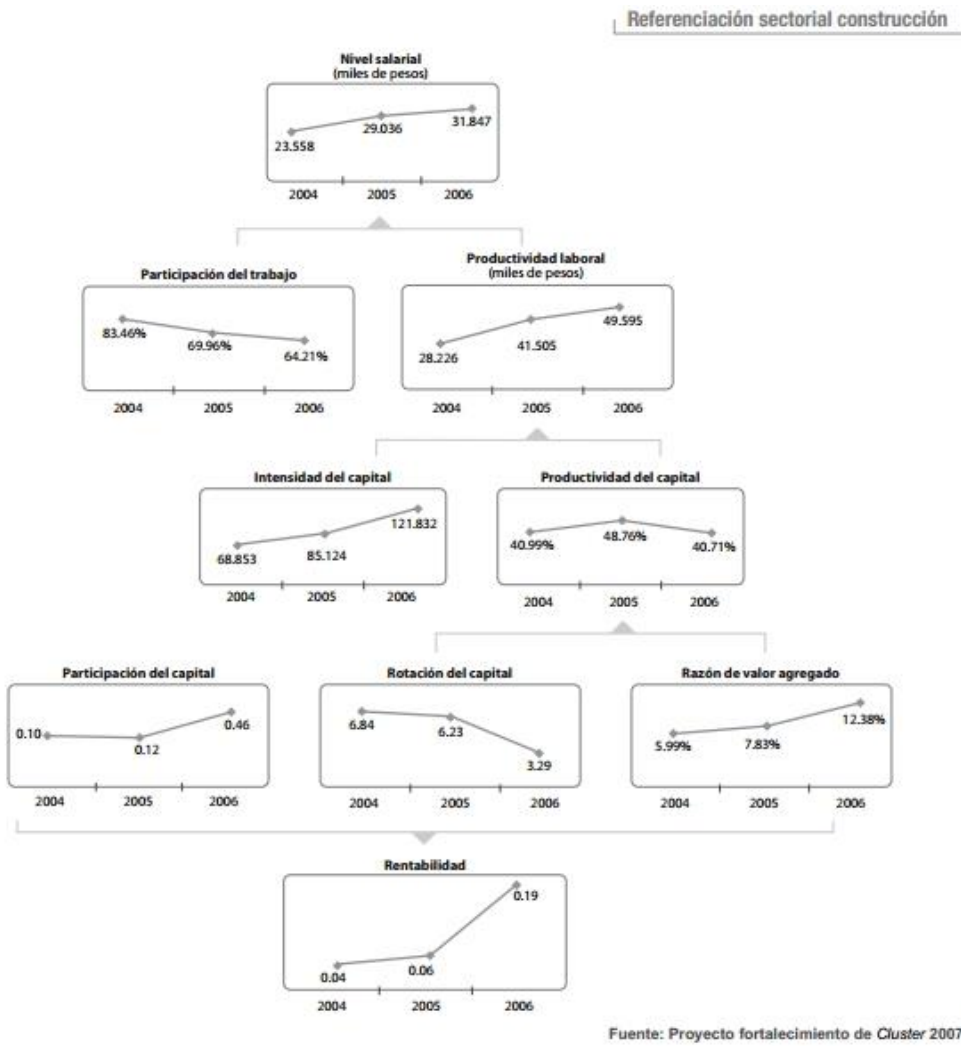 Referenciación sectorial construcción
Nivel salarial
(miles de pesos)
23.558
29.036
31.847
2004 2005 2006
Participación del trabajo
83.46%
69.96%
64.21%
2004 2005 2006
Productividad laboral
(miles de pesos)
28.226
41.505
49.595
2004 2005 2006
Intensidad del capital
68.853
85.124
121.832
2004 2005 2006
Productividad del capital
40.99%
48.76%
40.71%
2004 2005 2006
Participación del capital
0.10
0.12
0.46
2004 2005 2006
Rotación del capital
6.84
6.23
3.29
2004 2005 2006
Razón de valor agregado
5.99%
7.83%
12.38%
2004 2005 2006
Rentabilidad
0.04
0.06
0.19
2004 2005 2006
Fuente: Proyecto fortalecimiento de Cluster 2007